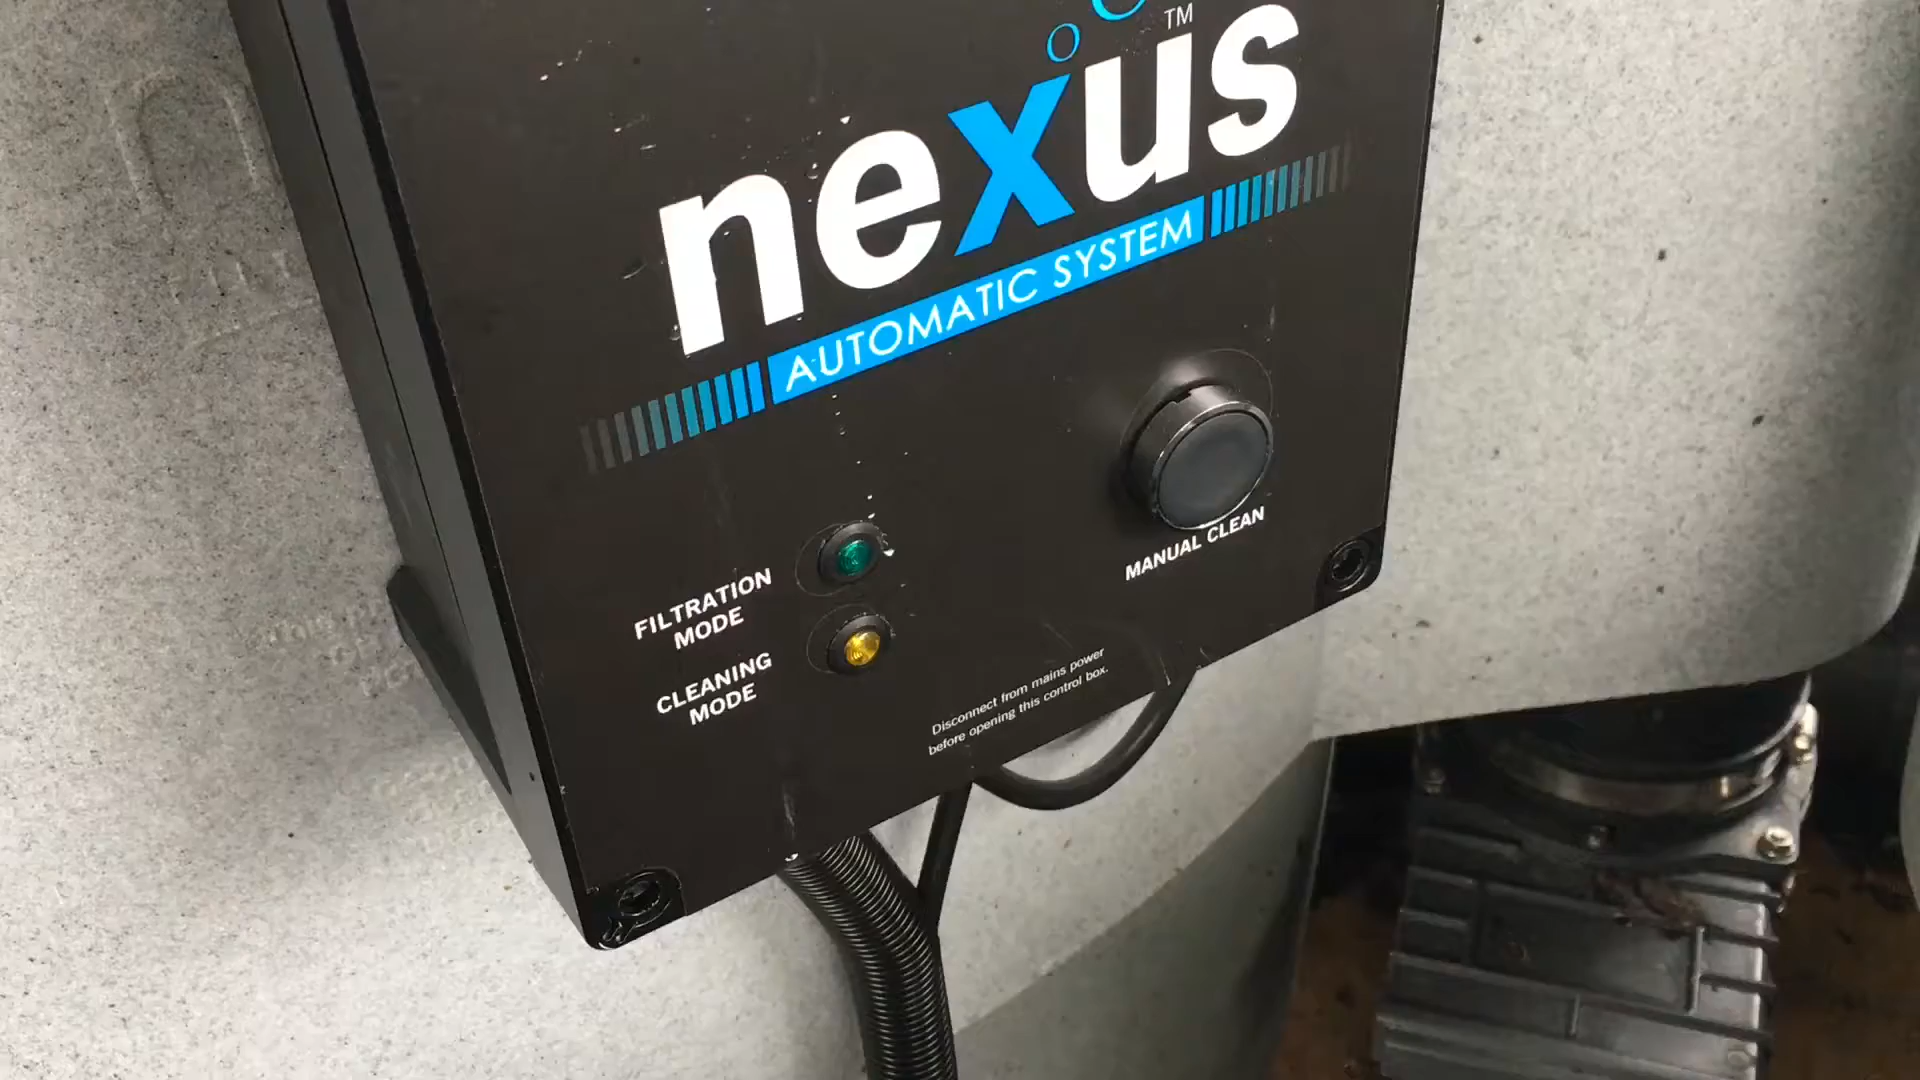 nexus
TM
AUTOMATIC SYSTEM
MANUAL CLEAN
FILTRATION
MODE
CLEANING
MODE
Disconnect from mains power
before opening this control box.